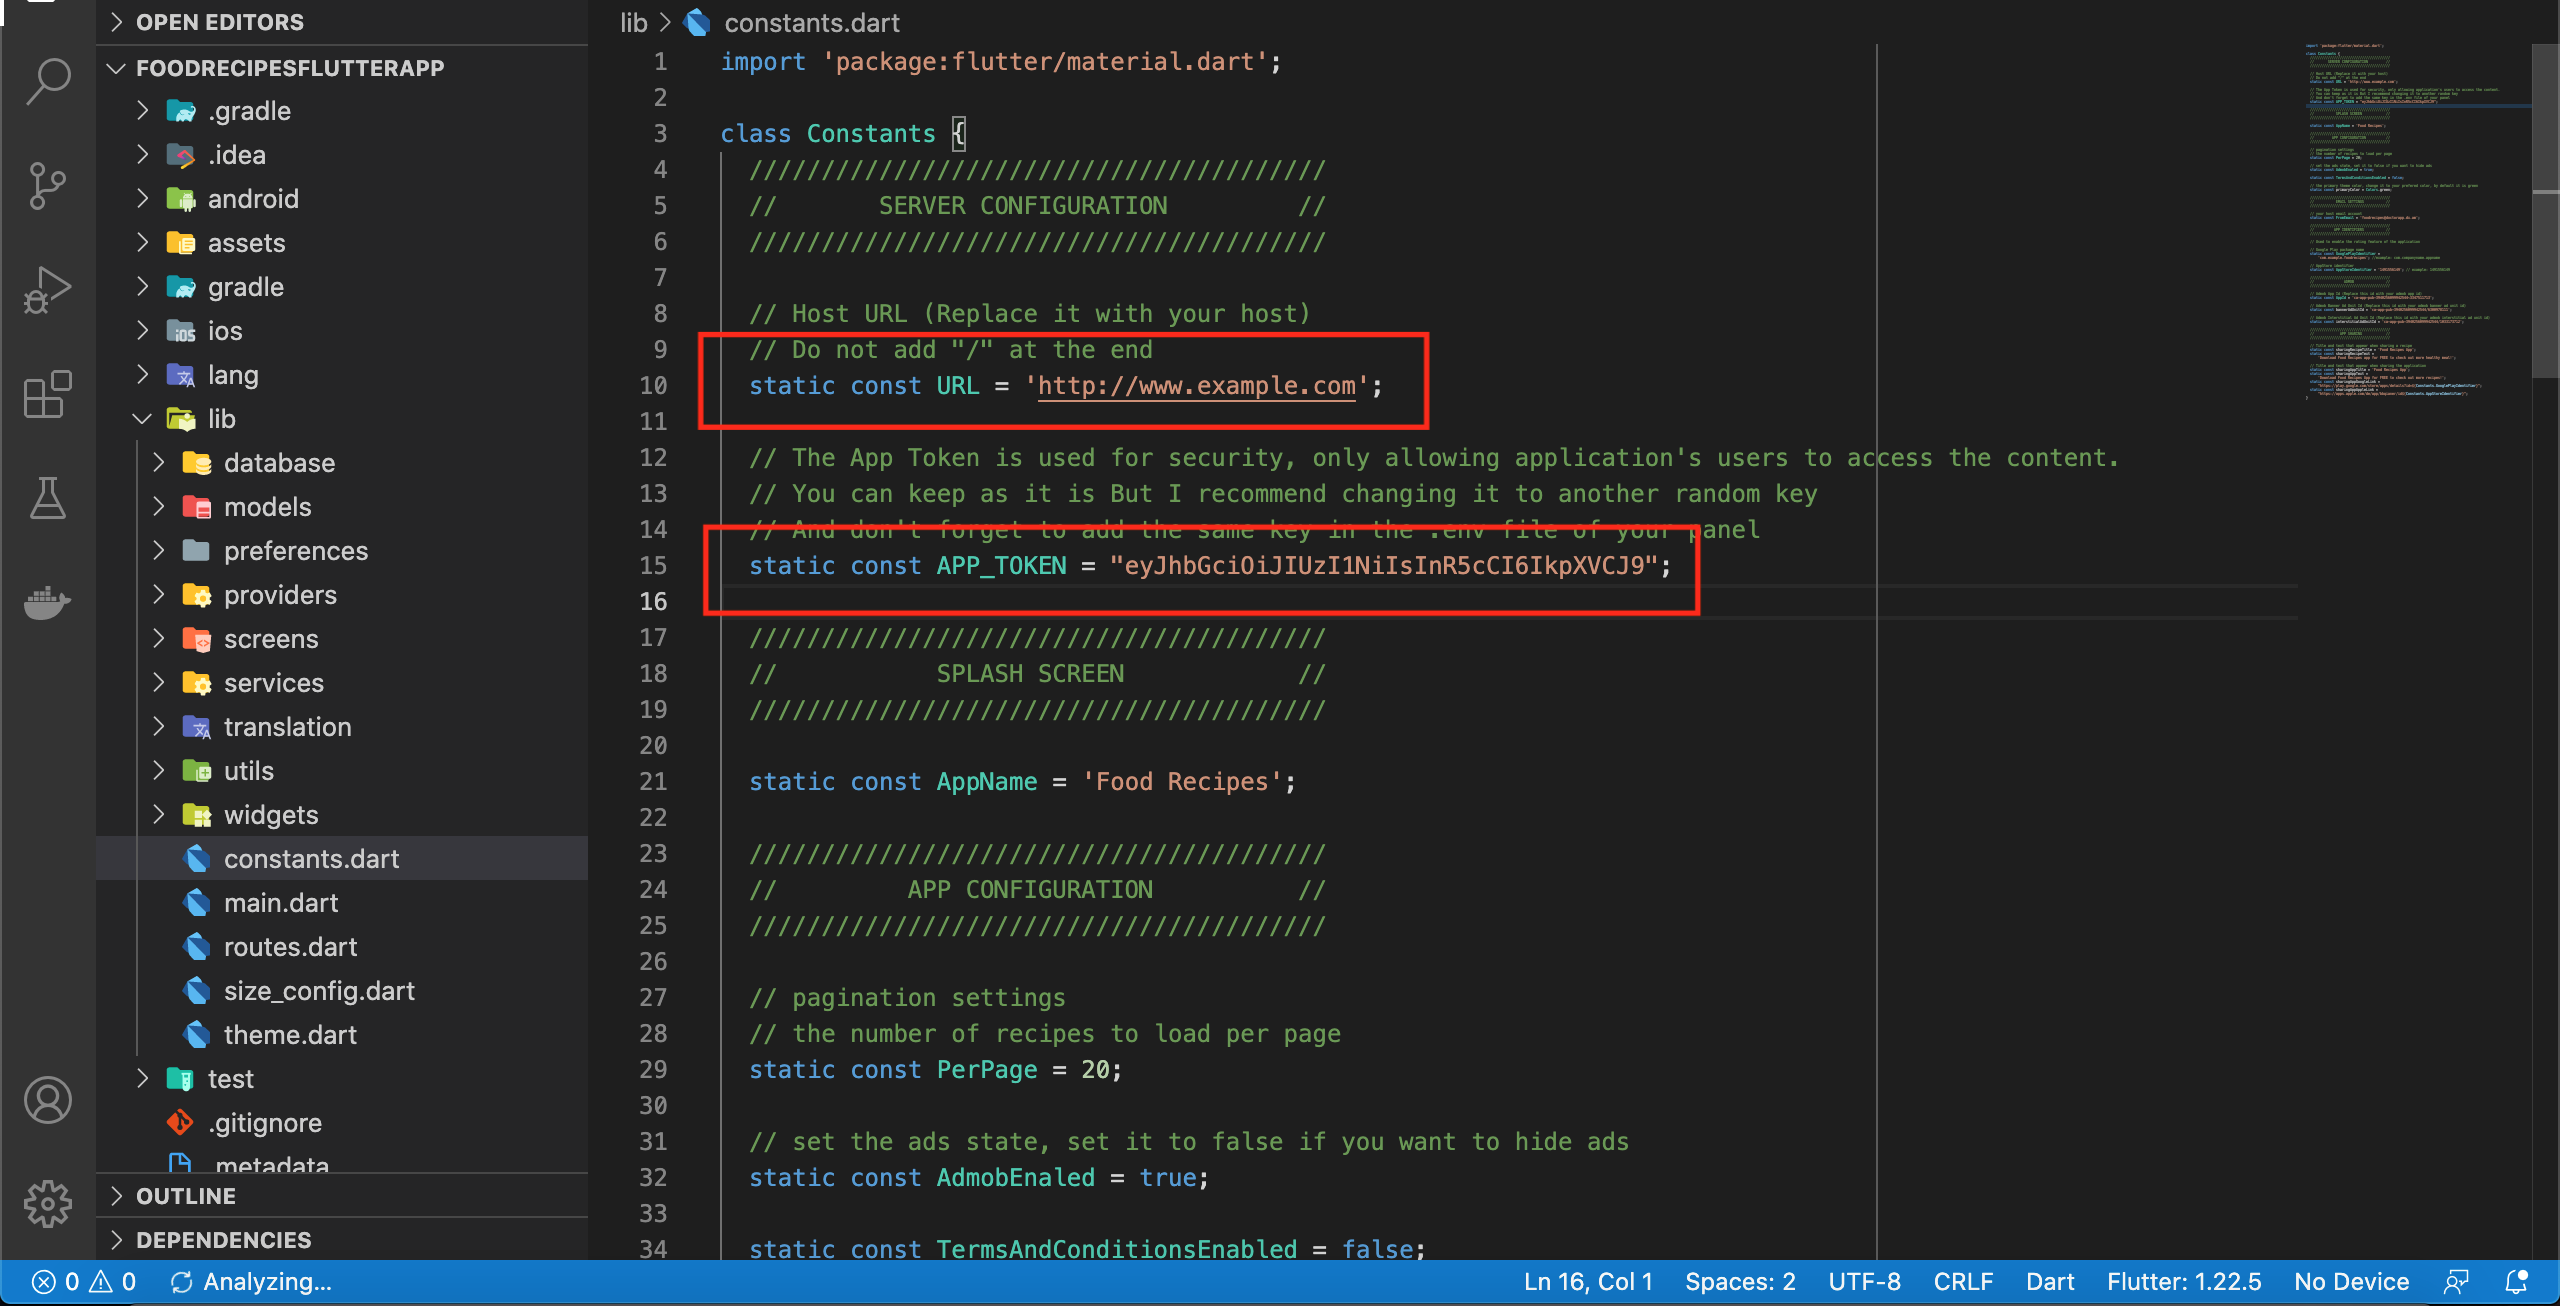 OPEN EDITORS
FOODRECIPESFLUTTERAPP
.gradle
.idea
android
assets
gradle
ios
lang
lib
database
models
preferences
providers
screens
services
translation
utils
widgets
constants.dart
main.dart
routes.dart
size_config.dart
theme.dart
test
.gitignore
.metadata
OUTLINE
DEPENDENCIES
lib > constants.dart
1 import 'package:flutter/material.dart';
2
3 class Constants {
4 ////////////////////////////////////////
5 //       SERVER CONFIGURATION         //
6 ////////////////////////////////////////
7
8 // Host URL (Replace it with your host)
9 // Do not add "/" at the end
10 static const URL = 'http://www.example.com';
11
12 // The App Token is used for security, only allowing application's users to access the content.
13 // You can keep as it is But I recommend changing it to another random key
14 // And don't forget to add the same key in the .env file of your panel
15 static const APP_TOKEN = "eyJhbGciOiJIUzI1NiIsInR5cCI6IkpXVCJ9";
16
17 ////////////////////////////////////////
18 //           SPLASH SCREEN            //
19 ////////////////////////////////////////
20
21 static const AppName = 'Food Recipes';
22
23 ////////////////////////////////////////
24 //         APP CONFIGURATION          //
25 ////////////////////////////////////////
26
27 // pagination settings
28 // the number of recipes to load per page
29 static const PerPage = 20;
30
31 // set the ads state, set it to false if you want to hide ads
32 static const AdmobEnaled = true;
33
34 static const TermsAndConditionsEnabled = false;
0 0 Analyzing... Ln 16, Col 1 Spaces: 2 UTF-8 CRLF Dart Flutter: 1.22.5 No Device